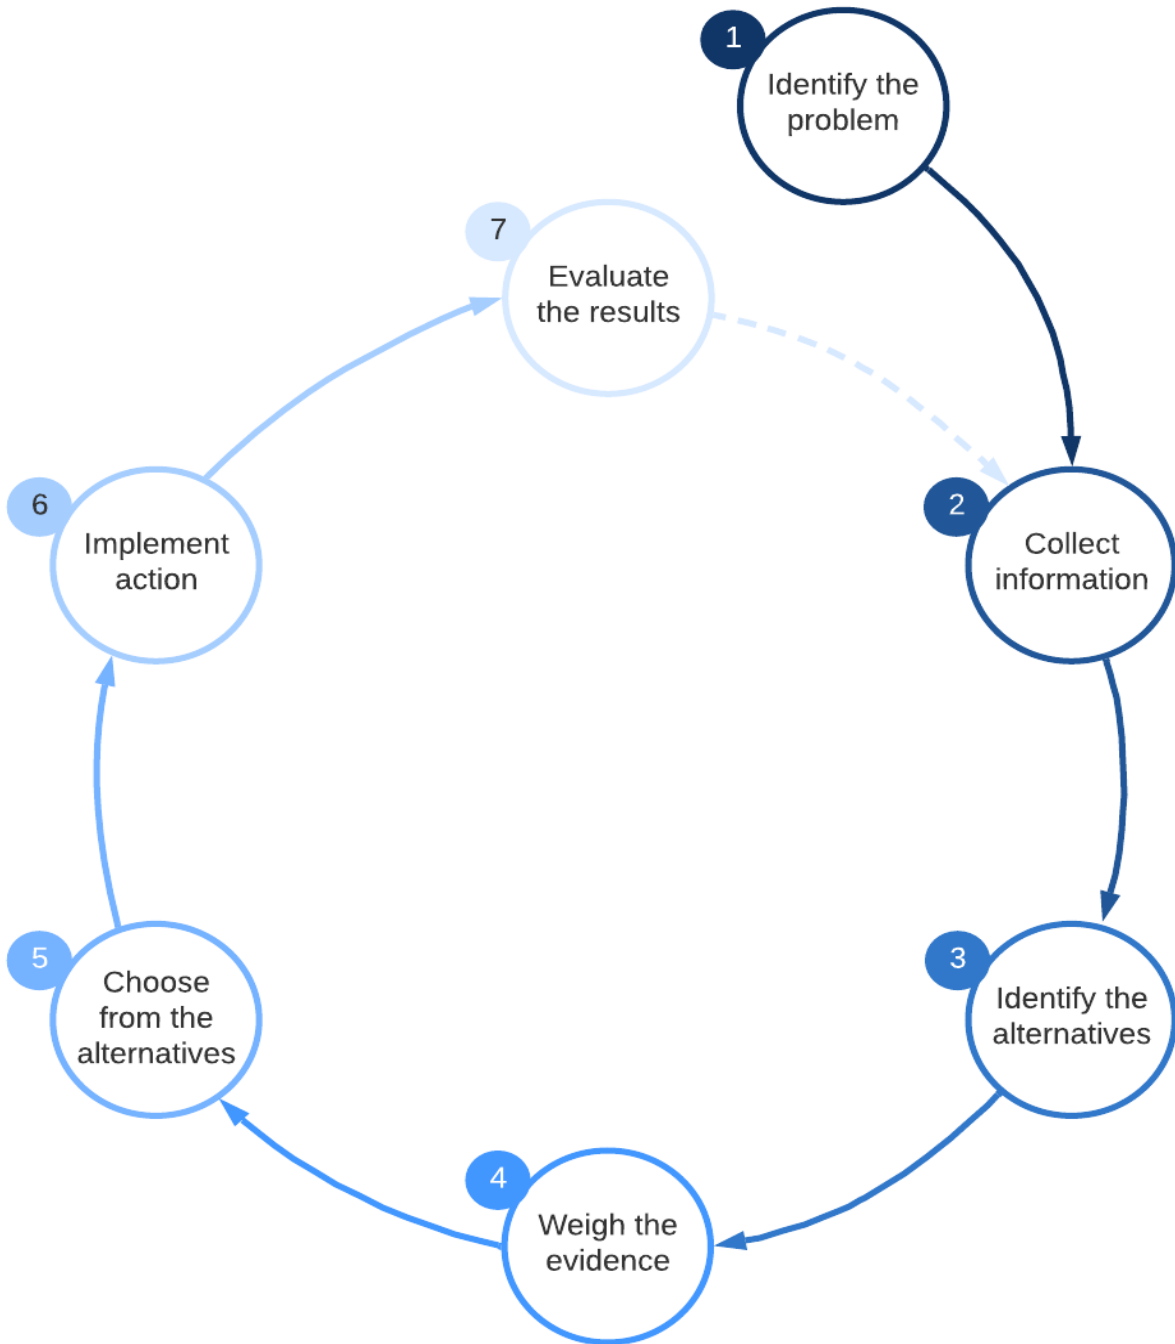 1
Identify the
problem
2
Collect
information
3
Identify the
alternatives
4
Weigh the
evidence
5
Choose
from the
alternatives
6
Implement
action
7
Evaluate
the results